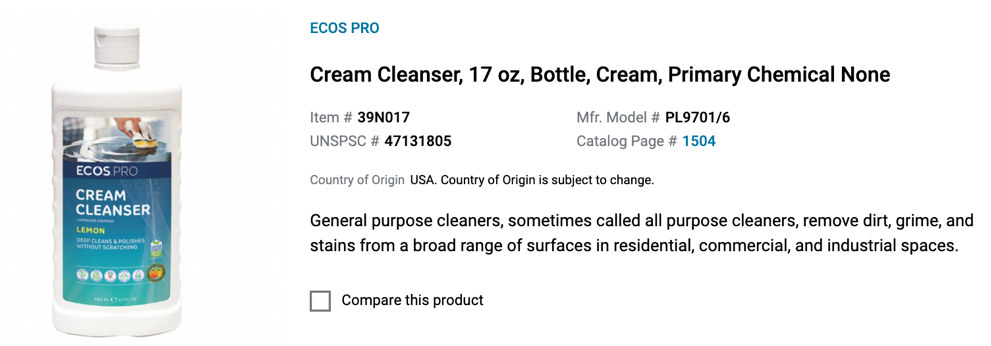 ECOS PRO
Cream Cleanser, 17 oz, Bottle, Cream, Primary Chemical None
Item # 39N017
Mfr. Model # PL9701/6
UNSPSC # 47131805
Catalog Page # 1504
Country of Origin USA. Country of Origin is subject to change.
General purpose cleaners, sometimes called all purpose cleaners, remove dirt, grime, and
stains from a broad range of surfaces in residential, commercial, and industrial spaces.
Compare this product
ECOS PRO
CREAM
CLEANSER
LEMON
DEEP CLEANS & POLISHES
WITHOUT SCRATCHING